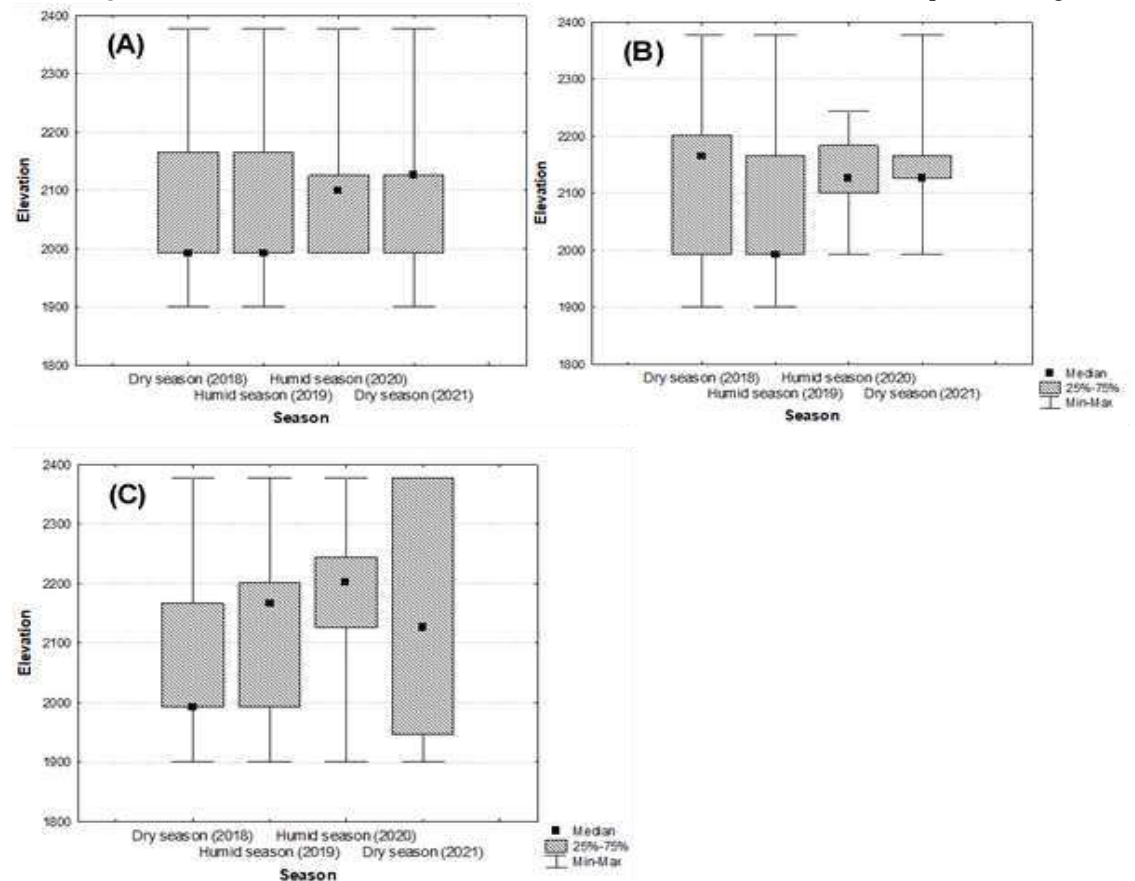 (A)
2400
2300
2200
2100
2000
1900
1800
Elevation
Dry season (2018) Humid season (2020)
Humid season (2019) Dry season (2021)
Season
(B)
2400
2300
2200
2100
2000
1900
1800
Elevation
Dry season (2018) Humid season (2020)
Humid season (2019) Dry season (2021)
Season
Median
25%-75%
Min-Max
(C)
2400
2300
2200
2100
2000
1900
1800
Elevation
Dry season (2018) Humid season (2020)
Humid season (2019) Dry season (2021)
Season
Median
25%-75%
Min-Max